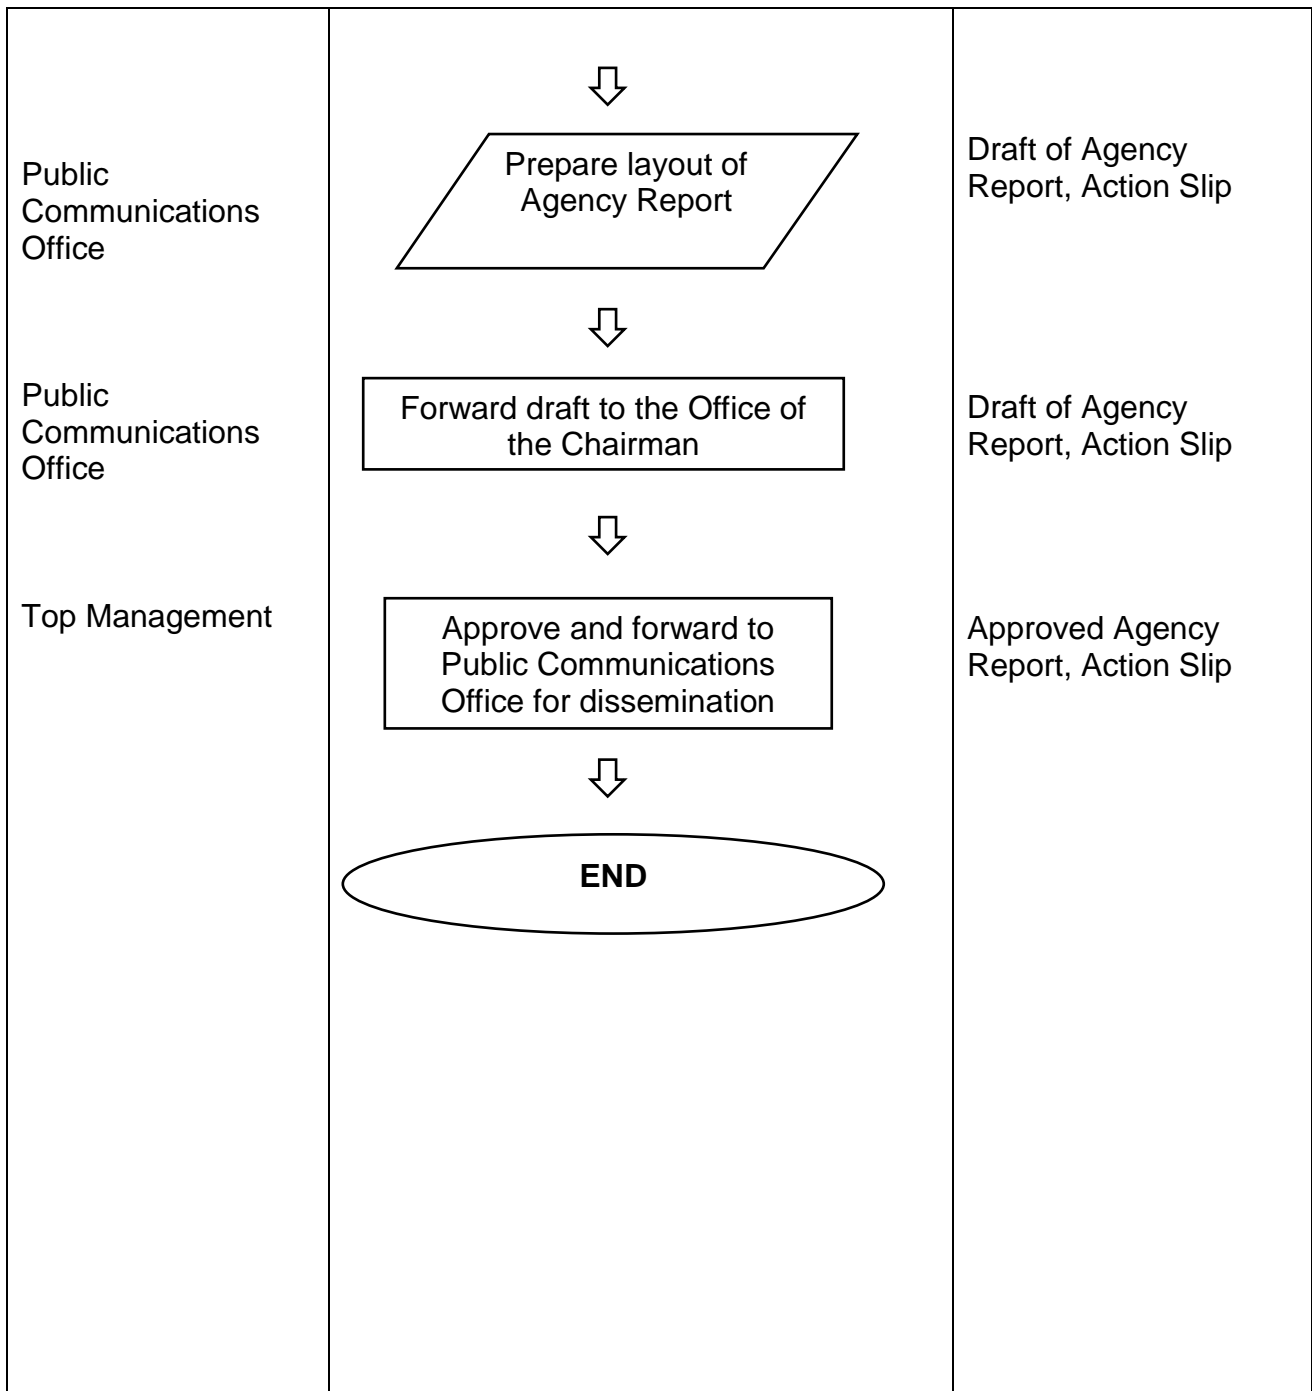 Public
Communications
Office
Prepare layout of
Agency Report
Draft of Agency
Report, Action Slip
Public
Communications
Office
Forward draft to the Office of
the Chairman
Draft of Agency
Report, Action Slip
Top Management
Approve and forward to
Public Communications
Office for dissemination
Approved Agency
Report, Action Slip
END